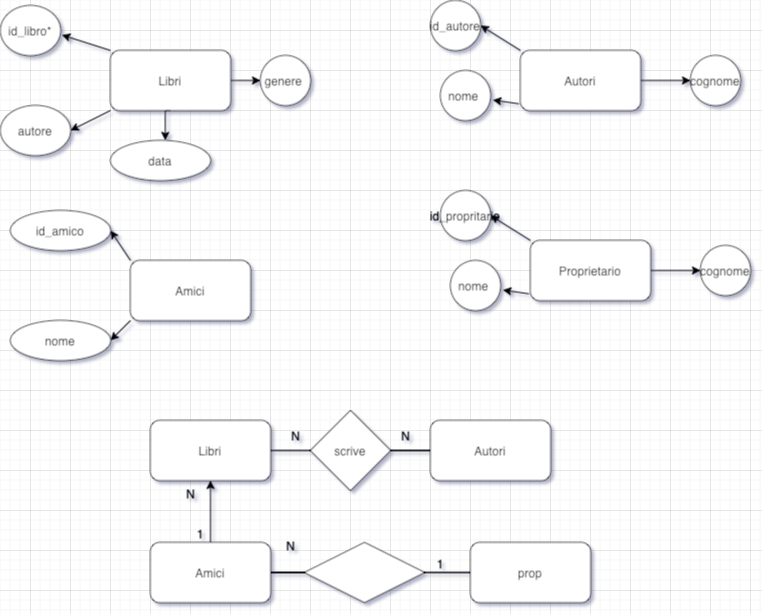 id_libro*
Libri
genere
autore
data
id_autore
Autori
nome
cognome
id_amico
Amici
nome
id_propritario
Proprietario
nome
cognome
Libri
N
scrive
N
Autori
N
1
Amici
N
1
prop